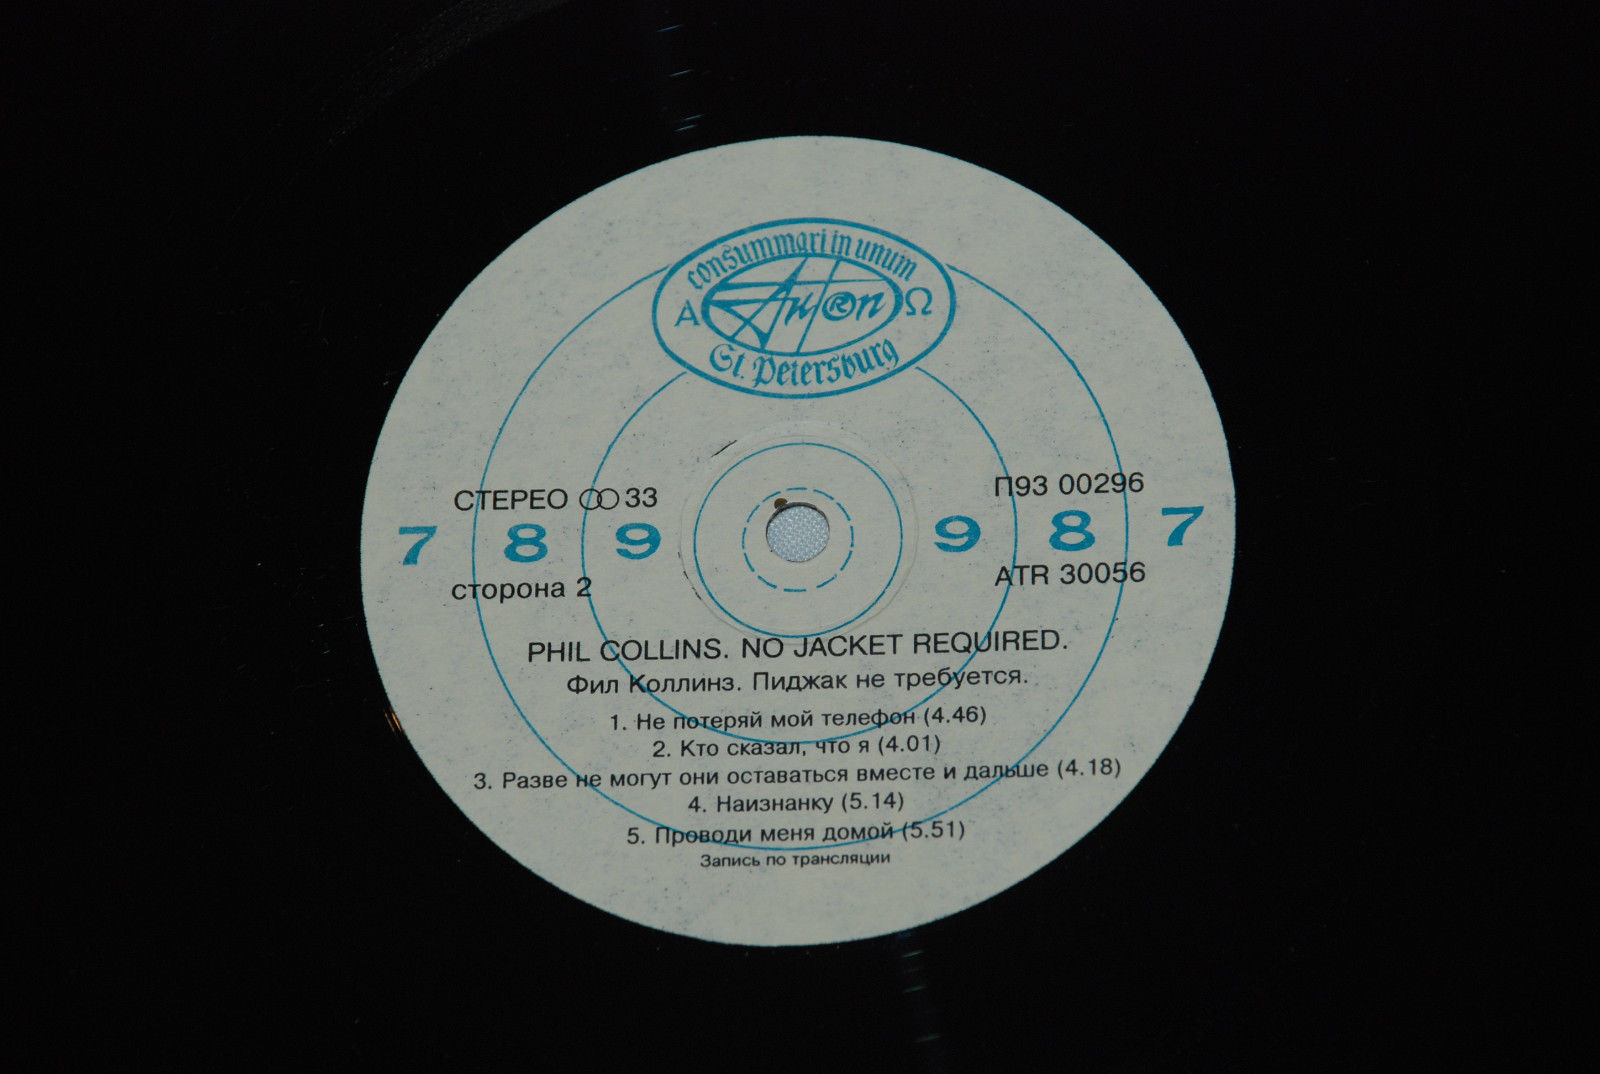 consummari in unum
Α Antron Ω
St. Petersburg
СТЕРЕО 33
П93 00296
7 8 9 9 8 7
сторона 2
ATR 30056
PHIL COLLINS. NO JACKET REQUIRED.
Фил Коллинз. Пиджак не требуется.
1. Не потеряй мой телефон (4.46)
2. Кто сказал, что я (4.01)
3. Разве не могут они оставаться вместе и дальше (4.18)
4. Наизнанку (5.14)
5. Проводи меня домой (5.51)
Запись по трансляции